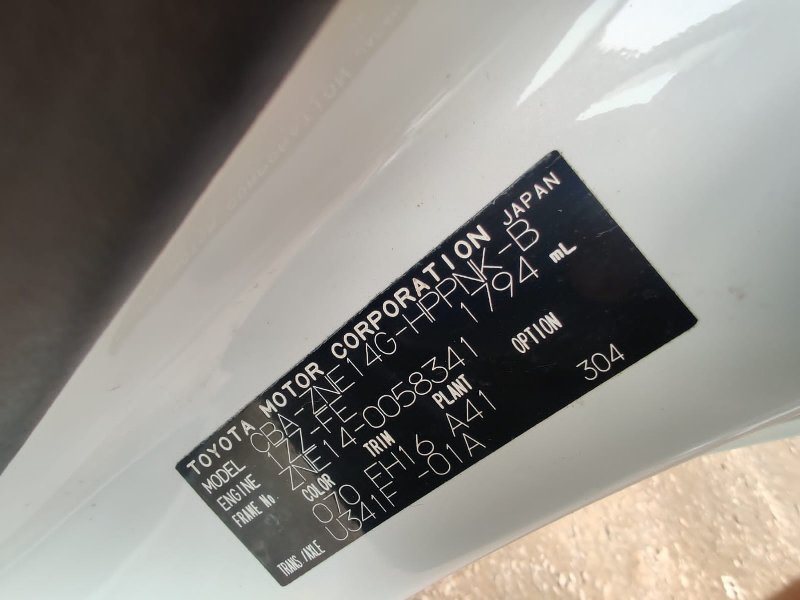 TOYOTA MOTOR CORPORATION JAPAN
MODEL CBA-ZNE14G-HPPNK-B
ENGINE 1ZZ-FE 1794 mL
FRAME No. ZNE14-0058341
COLOR TRIM PLANT OPTION
070 EH16 A41 304
TRANS/AXLE U341F -01A